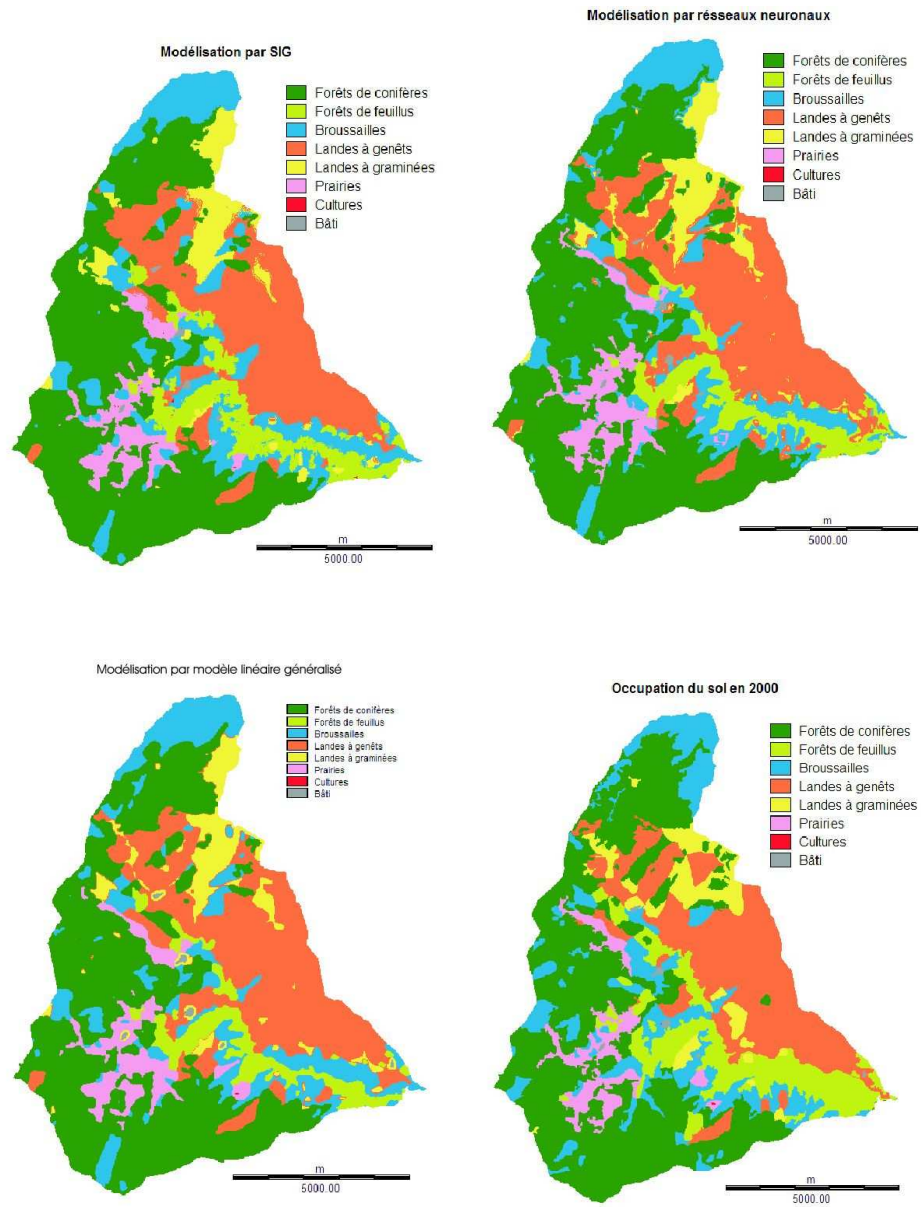 Modélisation par SIG
Forêts de conifères
Forêts de feuillus
Broussailles
Landes à genêts
Landes à graminées
Prairies
Cultures
Bâti
m
5000.00
Modélisation par résseaux neuronaux
Forêts de conifères
Forêts de feuillus
Broussailles
Landes à genêts
Landes à graminées
Prairies
Cultures
Bâti
m
5000.00
Modélisation par modèle linéaire généralisé
Forêts de conifères
Forêts de feuillus
Broussailles
Landes à genêts
Landes à graminées
Prairies
Cultures
Bâti
m
5000.00
Occupation du sol en 2000
Forêts de conifères
Forêts de feuillus
Broussailles
Landes à genêts
Landes à graminées
Prairies
Cultures
Bâti
m
5000.00